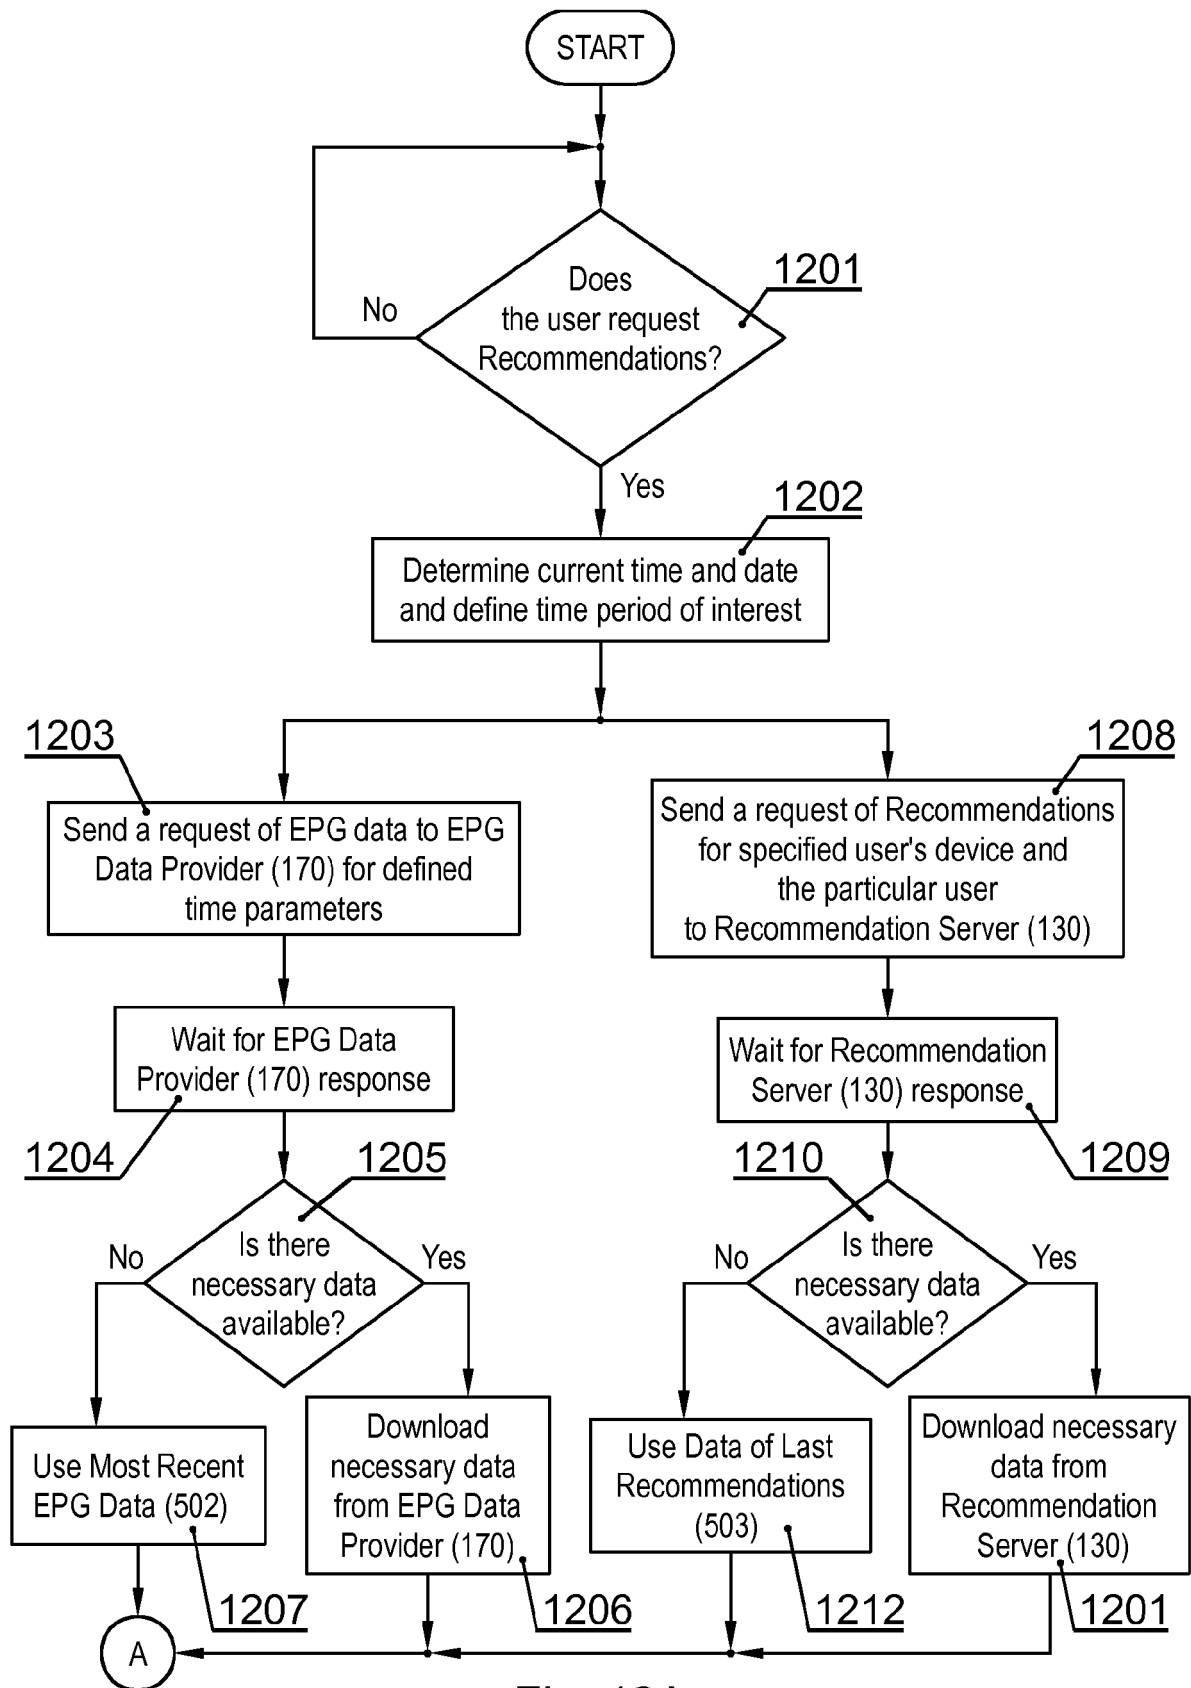 START
1201
Does
the user request
Recommendations?
No
Yes
1202
Determine current time and date
and define time period of interest
1203
Send a request of EPG data to EPG
Data Provider (170) for defined
time parameters
1208
Send a request of Recommendations
for specified user's device and
the particular user
to Recommendation Server (130)
Wait for EPG Data
Provider (170) response
1204
Wait for Recommendation
Server (130) response
1209
1205
Is there
necessary data
available?
No
Yes
1210
Is there
necessary data
available?
No
Yes
Use Most Recent
EPG Data (502)
1207
Download
necessary data
from EPG Data
Provider (170)
1206
Use Data of Last
Recommendations
(503)
1212
Download necessary
data from
Recommendation
Server (130)
1201
A